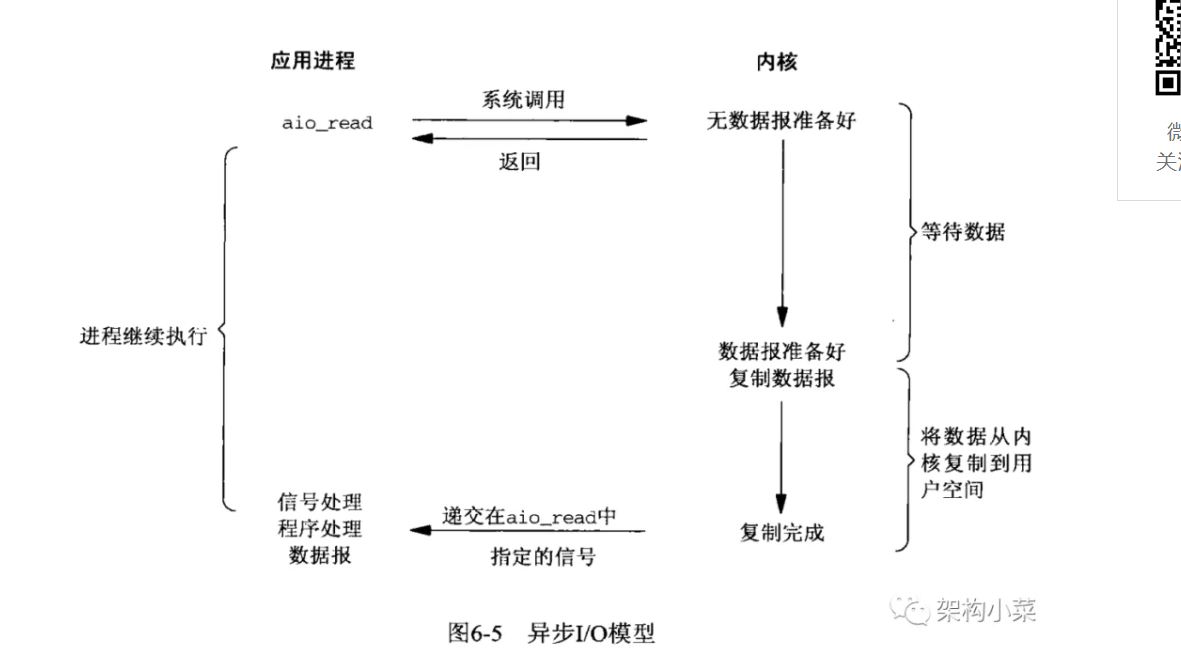 应用进程
内核
系统调用
aio_read
无数据报准备好
返回
等待数据
进程继续执行
数据报准备好
复制数据报
将数据从内
核复制到用
户空间
信号处理
程序处理
数据报
递交在aio_read中
指定的信号
复制完成
架构小菜
图6-5 异步I/O模型
微
关